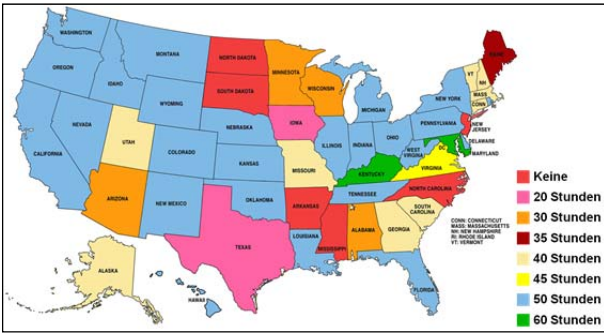 WASHINGTON
OREGON
CALIFORNIA
NEVADA
IDAHO
MONTANA
WYOMING
UTAH
COLORADO
ARIZONA
NEW MEXICO
NORTH DAKOTA
SOUTH DAKOTA
NEBRASKA
KANSAS
OKLAHOMA
TEXAS
MINNESOTA
IOWA
MISSOURI
ARKANSAS
LOUISIANA
WISCONSIN
ILLINOIS
MICHIGAN
INDIANA
OHIO
KENTUCKY
TENNESSEE
MISSISSIPPI
ALABAMA
GEORGIA
FLORIDA
SOUTH
CAROLINA
NORTH CAROLINA
VIRGINIA
WEST
VIRGINIA
PENNSYLVANIA
NEW YORK
VT
NH
MASS
CONN
NEW
JERSEY
DELAWARE
MARYLAND
DC
ALASKA
HAWAII
CONN: CONNECTICUT
MASS: MASSACHUSETTS
NH: NEW HAMPSHIRE
RI: RHODE ISLAND
VT: VERMONT
Keine
20 Stunden
30 Stunden
35 Stunden
40 Stunden
45 Stunden
50 Stunden
60 Stunden